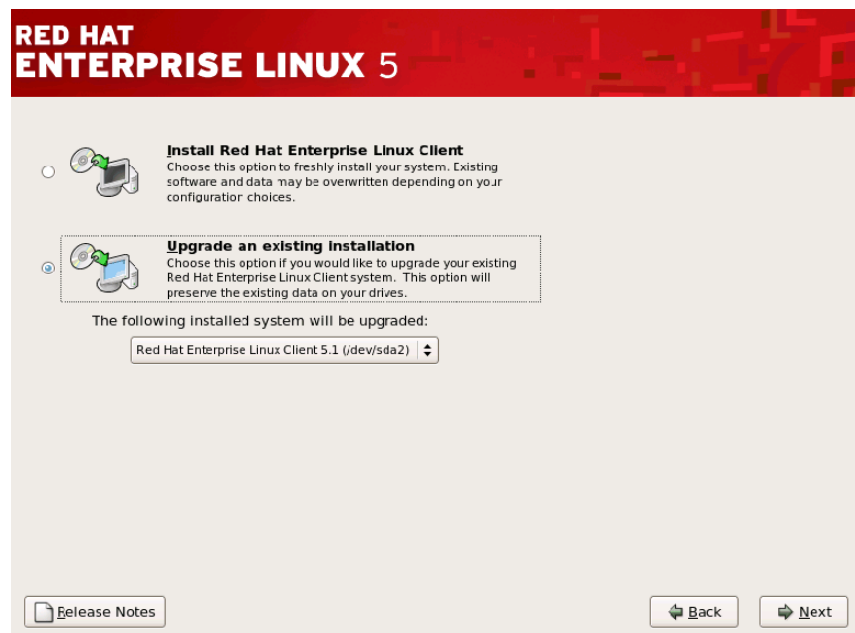 RED HAT
ENTERPRISE LINUX 5
Install Red Hat Enterprise Linux Client
Choose this option to freshly install your system. Existing
software and data may be overwritten depending on your
configuration choices.
Upgrade an existing installation
Choose this option if you would like to upgrade your existing
Red Hat Enterprise Linux Client system. This option will
preserve the existing data on your drives.
The following installed system will be upgraded:
Red Hat Enterprise Linux Client 5.1 (/dev/sda2)
Release Notes
Back
Next